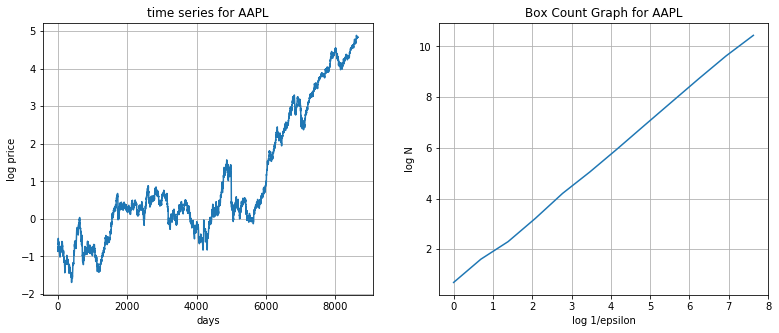 time series for AAPL
log price
5
4
3
2
1
0
−1
−2
0 2000 4000 6000 8000
days
Box Count Graph for AAPL
log N
10
8
6
4
2
0 1 2 3 4 5 6 7 8
log 1/epsilon